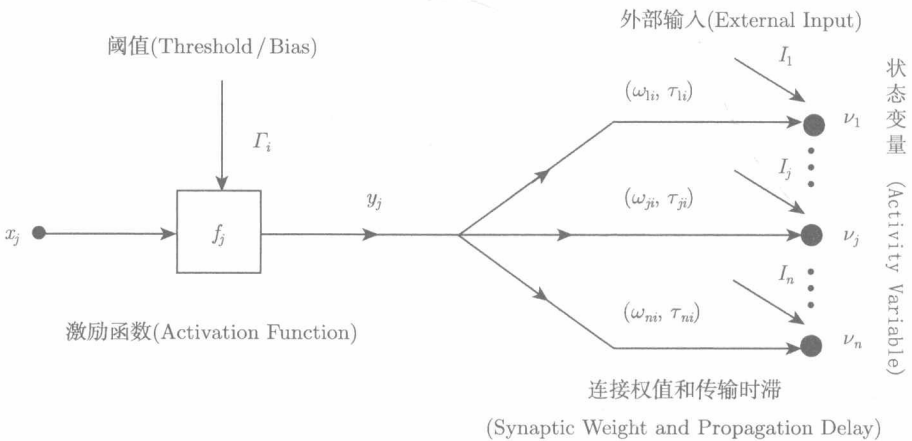 外部输入(External Input)
阈值(Threshold/Bias)
I₁
(ω₁ᵢ, τ₁ᵢ)
ν₁
Γᵢ
Iⱼ
xⱼ
fⱼ
yⱼ
(ωⱼᵢ, τⱼᵢ)
νⱼ
Iₙ
激励函数(Activation Function)
(ωₙᵢ, τₙᵢ)
νₙ
状态变量 (Activity Variable)
连接权值和传输时滞
(Synaptic Weight and Propagation Delay)